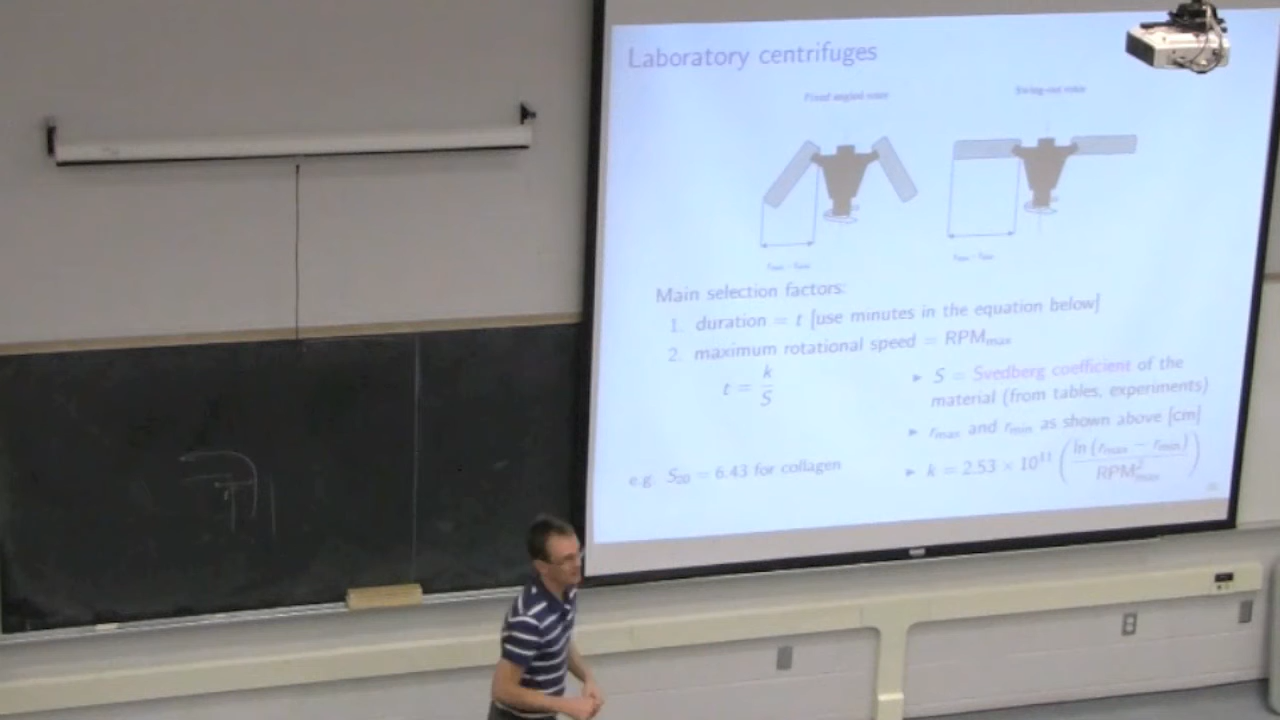 Laboratory centrifuges
Fixed angled rotor
Swing-out rotor
Main selection factors:
1. duration = t [use minutes in the equation below]
2. maximum rotational speed = RPMmax
t = k/S
► S = Svedberg coefficient of the
material (from tables, experiments)
► rmax and rmin as shown above [cm]
► k = 2.53 × 10¹¹ (ln (rmax − rmin) / RPM²max)
e.g. S20 = 6.43 for collagen